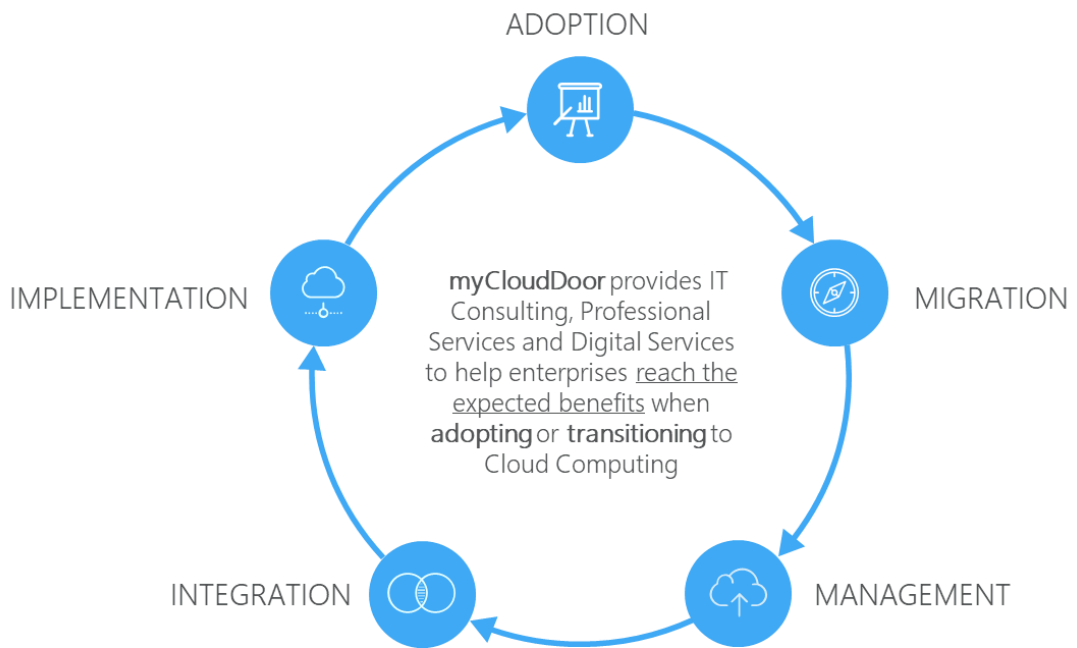 ADOPTION
IMPLEMENTATION
MIGRATION
myCloudDoor provides IT
Consulting, Professional
Services and Digital Services
to help enterprises reach the
expected benefits when
adopting or transitioning to
Cloud Computing
INTEGRATION
MANAGEMENT